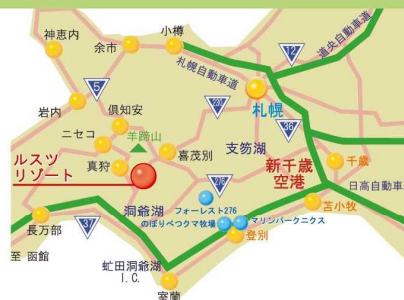 小樽
神恵内
余市
札幌自動車道
12
道央自動車道
5
岩内
倶知安
230
札幌
36
ニセコ
羊蹄山
喜茂別
支笏湖
ルスツ
リゾート
真狩
新千歳
空港
千歳
276
日高自動車
洞爺湖
フォーレスト276
苫小牧
のぼりべつクマ牧場
マリンパークニクス
37
登別
長万部
至 函館
虻田洞爺湖
I.C.
室蘭